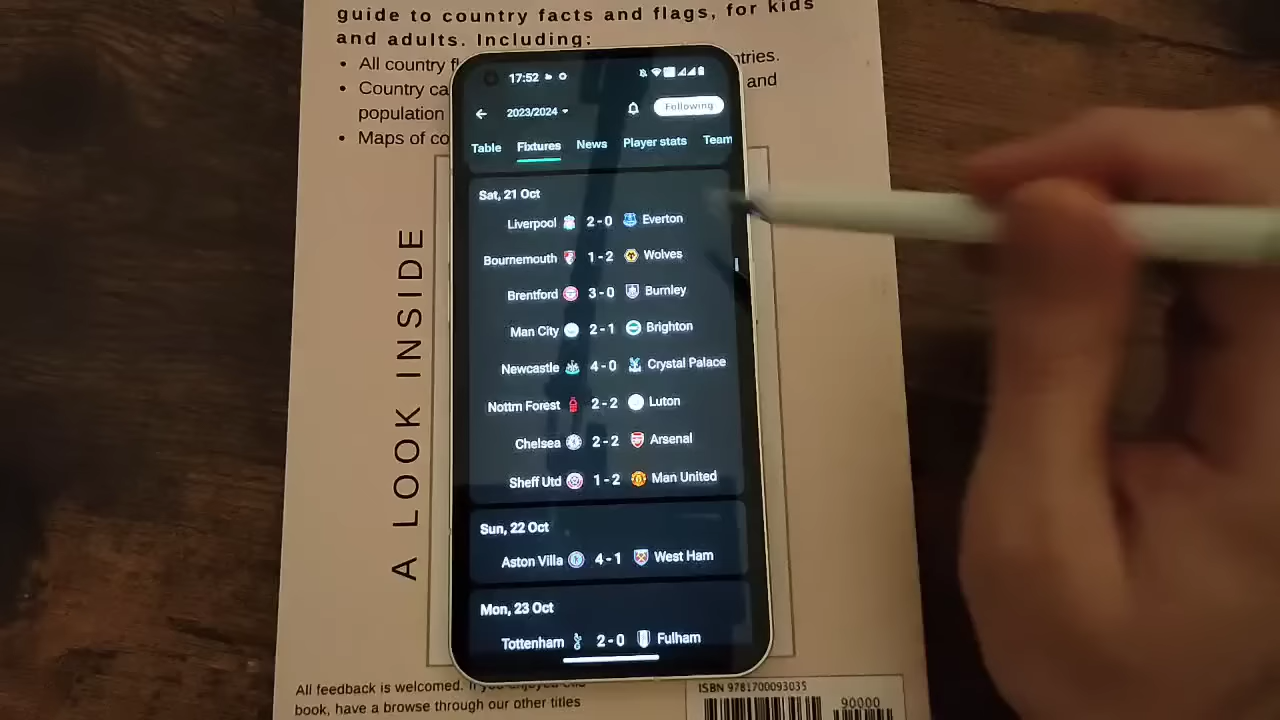 guide to country facts and flags, for kids
and adults. Including:
• All country fl
ntries.
• Country ca
and
population
• Maps of co
A LOOK INSIDE
17:52
2023/2024
Following
Table Fixtures News Player stats Team
Sat, 21 Oct
Liverpool 2-0 Everton
Bournemouth 1-2 Wolves
Brentford 3-0 Burnley
Man City 2-1 Brighton
Newcastle 4-0 Crystal Palace
Nottm Forest 2-2 Luton
Chelsea 2-2 Arsenal
Sheff Utd 1-2 Man United
Sun, 22 Oct
Aston Villa 4-1 West Ham
Mon, 23 Oct
Tottenham 2-0 Fulham
All feedback is welcomed. If you enjoyed this
book, have a browse through our other titles
ISBN 9781700093035
90000